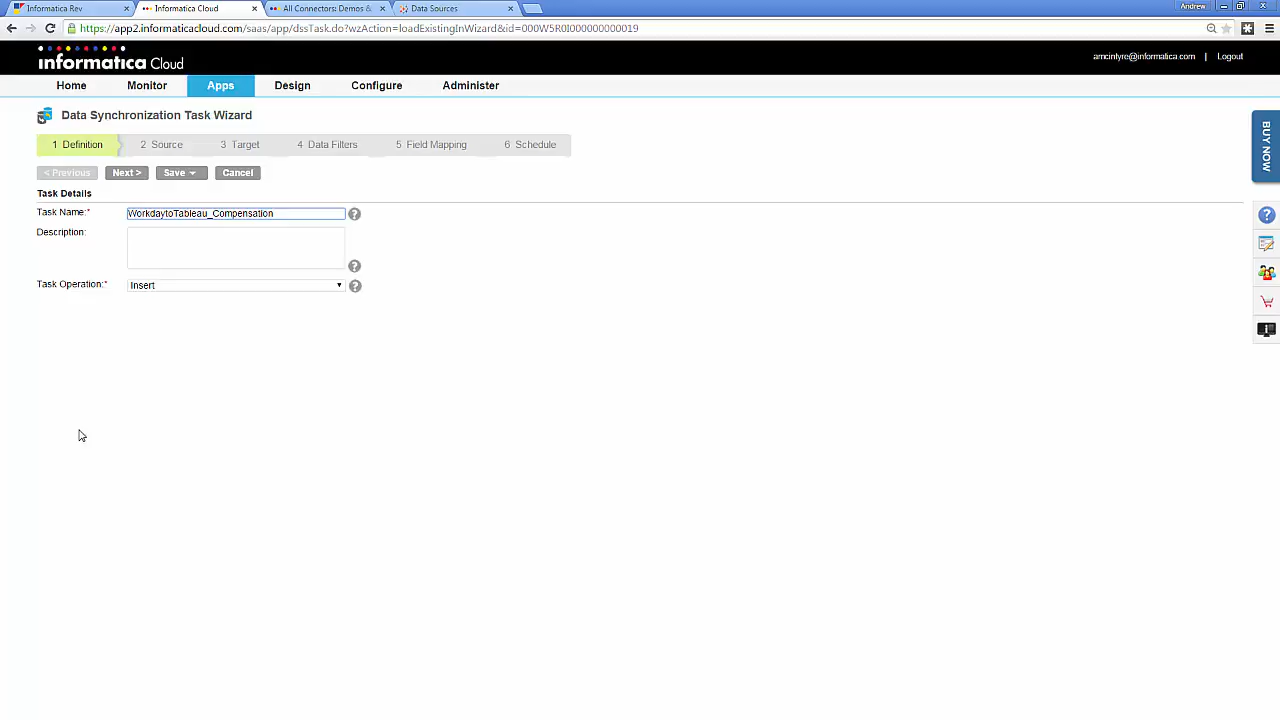 Informatica Rev
Informatica Cloud
All Connectors: Demos &
Data Sources
Andrew
https://app2.informaticacloud.com/saas/app/dssTask.do?wzAction=loadExistingInWizard&id=000W5R0I000000000019
informatica Cloud
amcintyre@informatica.com | Logout
Home Monitor Apps Design Configure Administer
Data Synchronization Task Wizard
1 Definition 2 Source 3 Target 4 Data Filters 5 Field Mapping 6 Schedule
< Previous Next > Save Cancel
Task Details
Task Name:* WorkdaytoTableau_Compensation ?
Description: ?
Task Operation:* Insert ?
BUY NOW
?